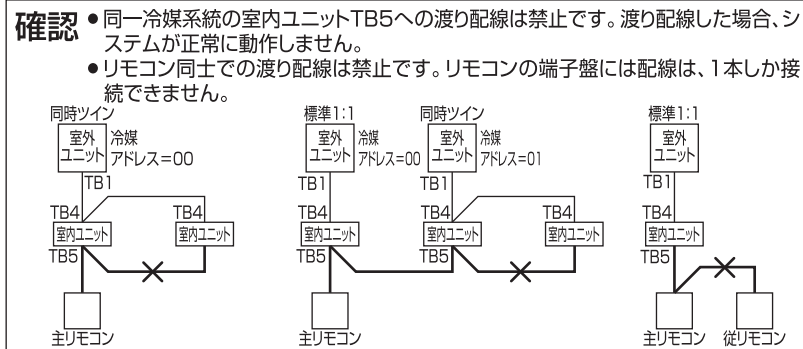 確認
●同一冷媒系統の室内ユニットTB5への渡り配線は禁止です。渡り配線した場合、シ
ステムが正常に動作しません。
●リモコン同士での渡り配線は禁止です。リモコンの端子盤には配線は、1本しか接
続できません。
同時ツイン
室外
ユニット
冷媒
アドレス=00
TB1
TB4
TB4
室内ユニット
室内ユニット
TB5
主リモコン
標準1:1
同時ツイン
室外
ユニット
冷媒
アドレス=00
室外
ユニット
冷媒
アドレス=01
TB1
TB1
TB4
TB4
TB4
室内ユニット
室内ユニット
室内ユニット
TB5
TB5
主リモコン
標準1:1
室外
ユニット
TB1
TB4
室内ユニット
TB5
主リモコン
従リモコン